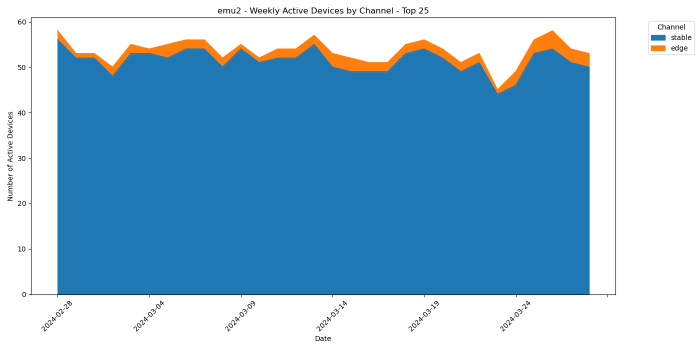 emu2 - Weekly Active Devices by Channel - Top 25
Channel
stable
edge
Number of Active Devices
60
50
40
30
20
10
0
2024-02-28
2024-03-04
2024-03-09
2024-03-14
2024-03-19
2024-03-24
Date